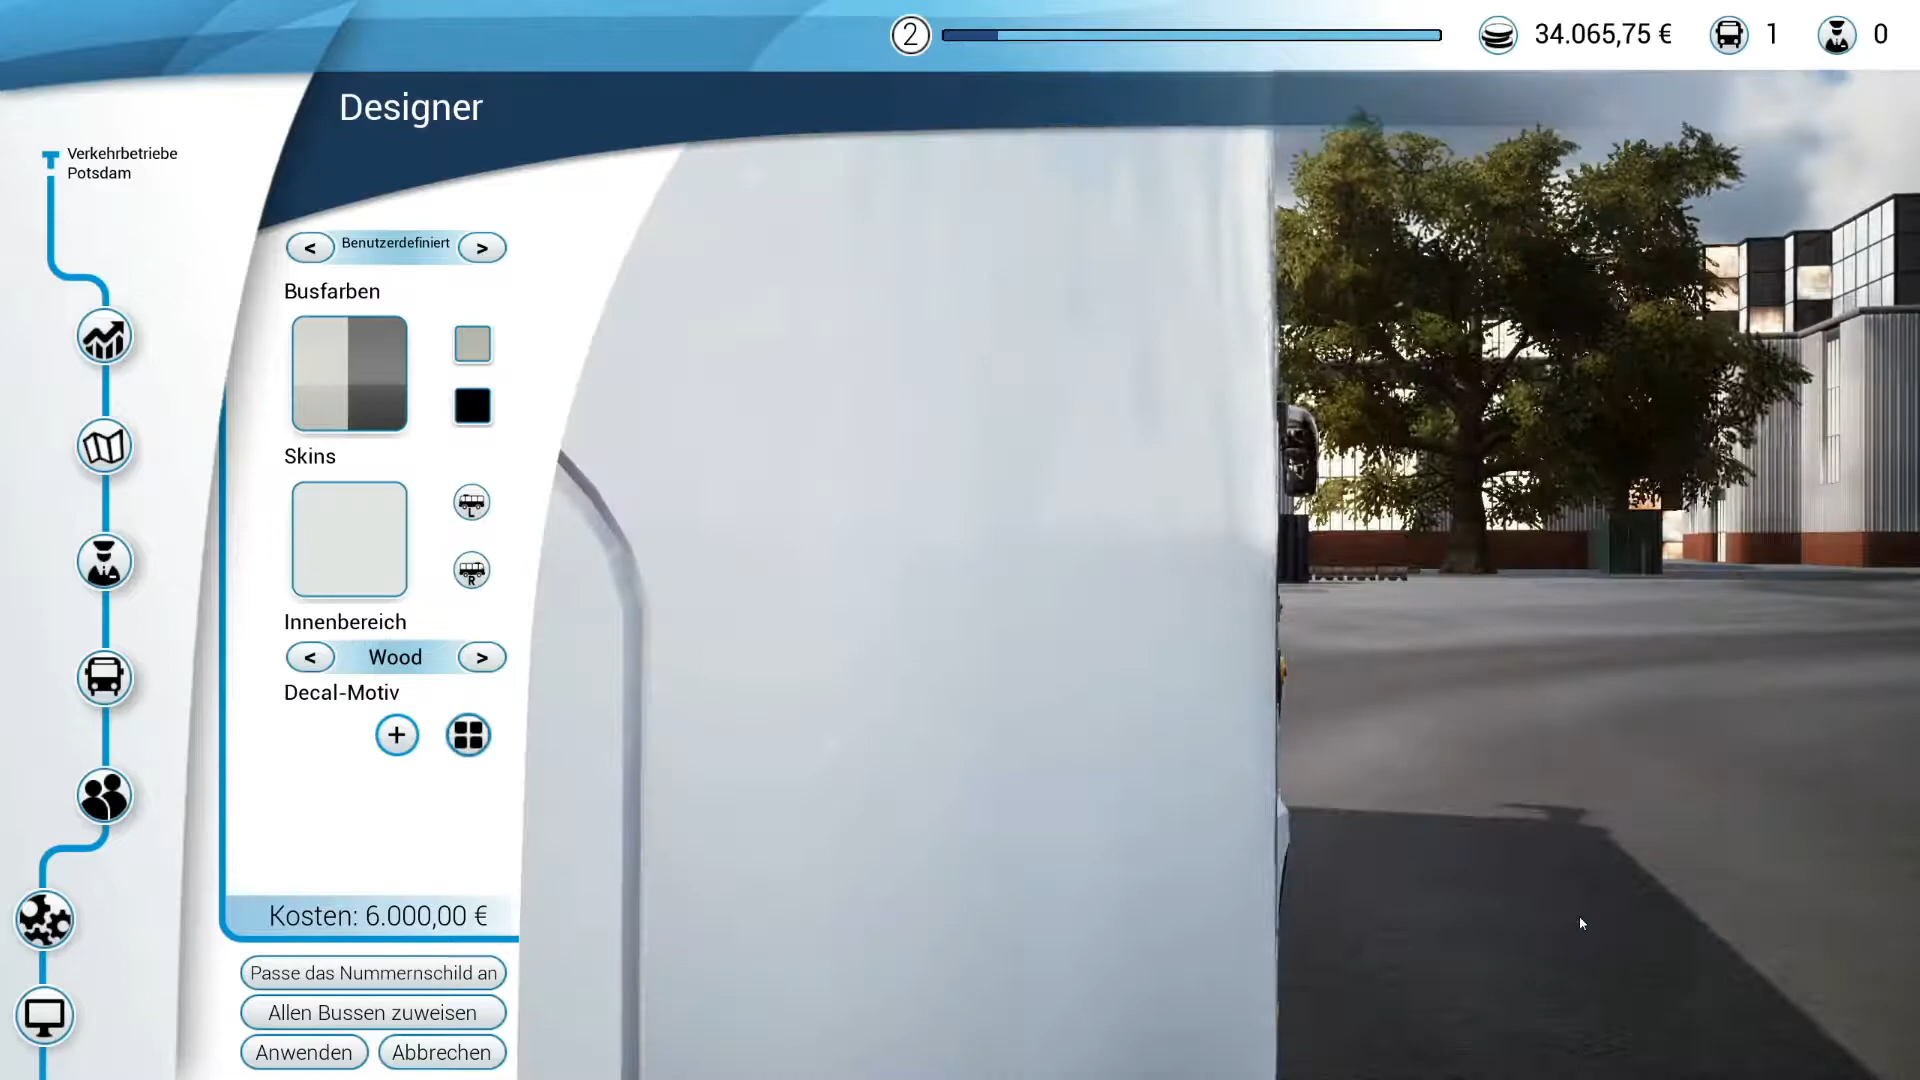 2
34.065,75 €
1
0
Designer
Verkehrbetriebe
Potsdam
< Benutzerdefiniert >
Busfarben
Skins
L
R
Innenbereich
< Wood >
Decal-Motiv
+
Kosten: 6.000,00 €
Passe das Nummernschild an
Allen Bussen zuweisen
Anwenden
Abbrechen